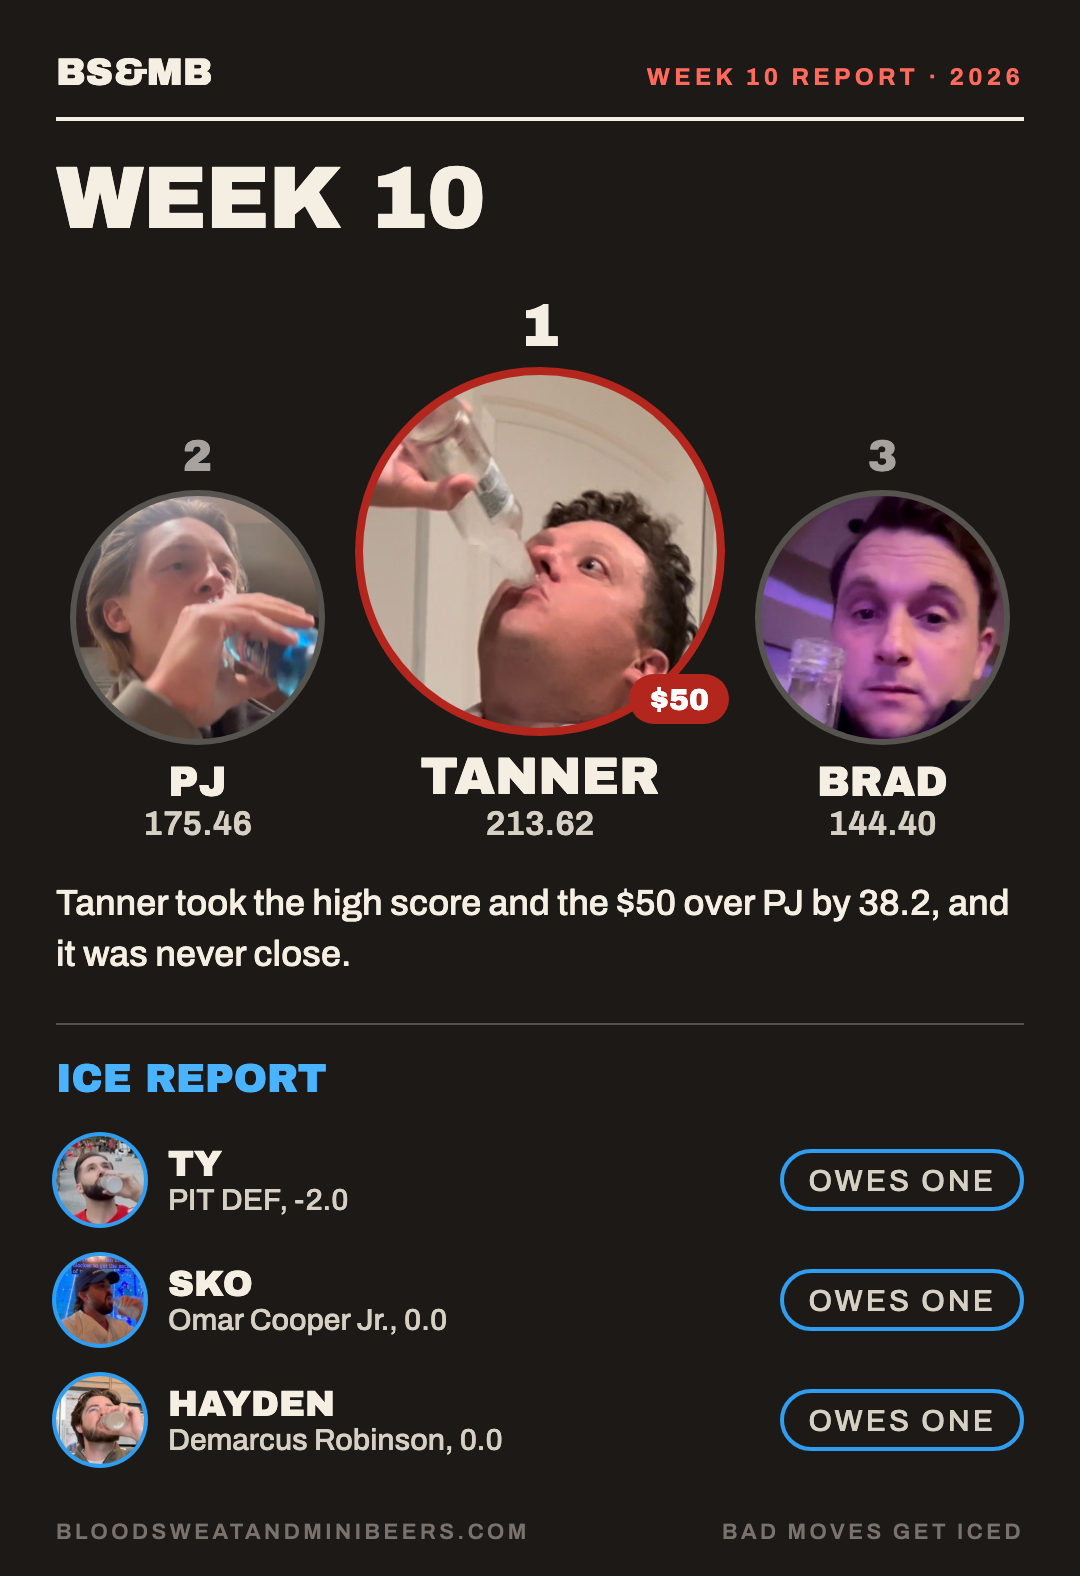 BS&MB
WEEK 10 REPORT · 2026
WEEK 10
1
2
3
$50
PJ
TANNER
BRAD
175.46
213.62
144.40
Tanner took the high score and the $50 over PJ by 38.2, and
it was never close.
ICE REPORT
TY
PIT DEF, -2.0
OWES ONE
SKO
Omar Cooper Jr., 0.0
OWES ONE
HAYDEN
Demarcus Robinson, 0.0
OWES ONE
BLOODSWEATANDMINIBEERS.COM
BAD MOVES GET ICED